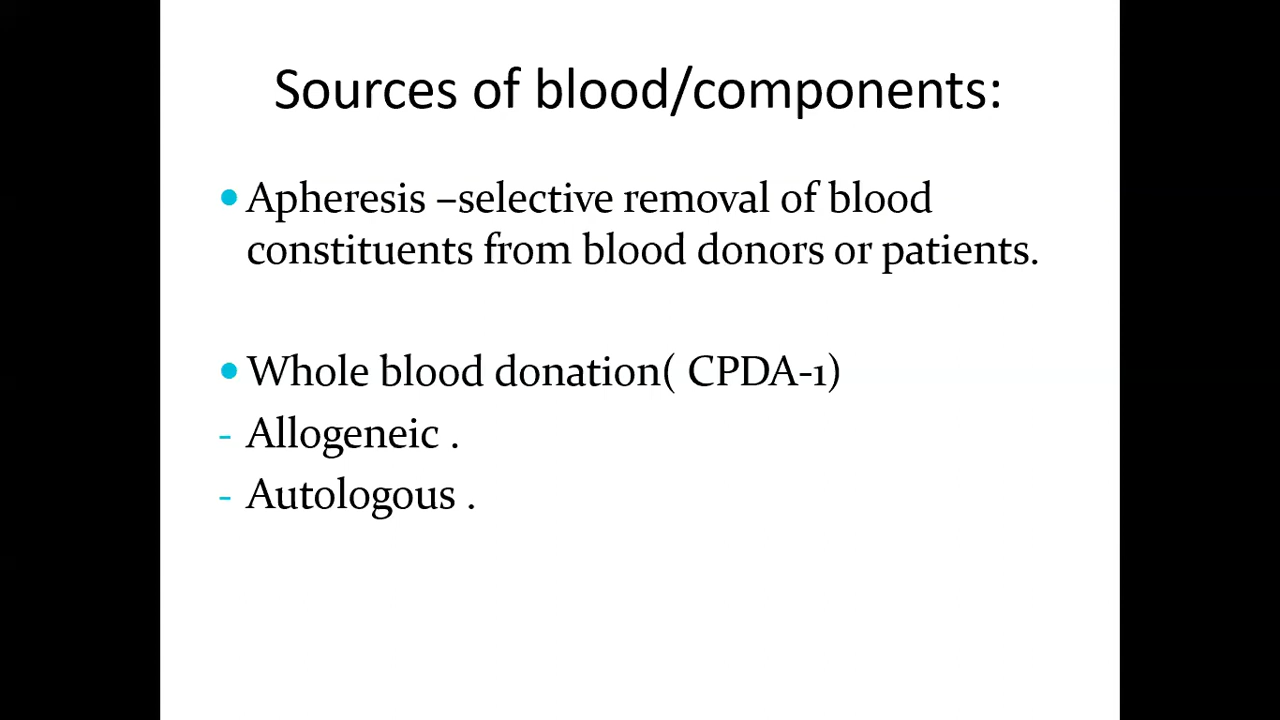 Sources of blood/components:
• Apheresis –selective removal of blood
constituents from blood donors or patients.
• Whole blood donation( CPDA-1)
- Allogeneic .
- Autologous .